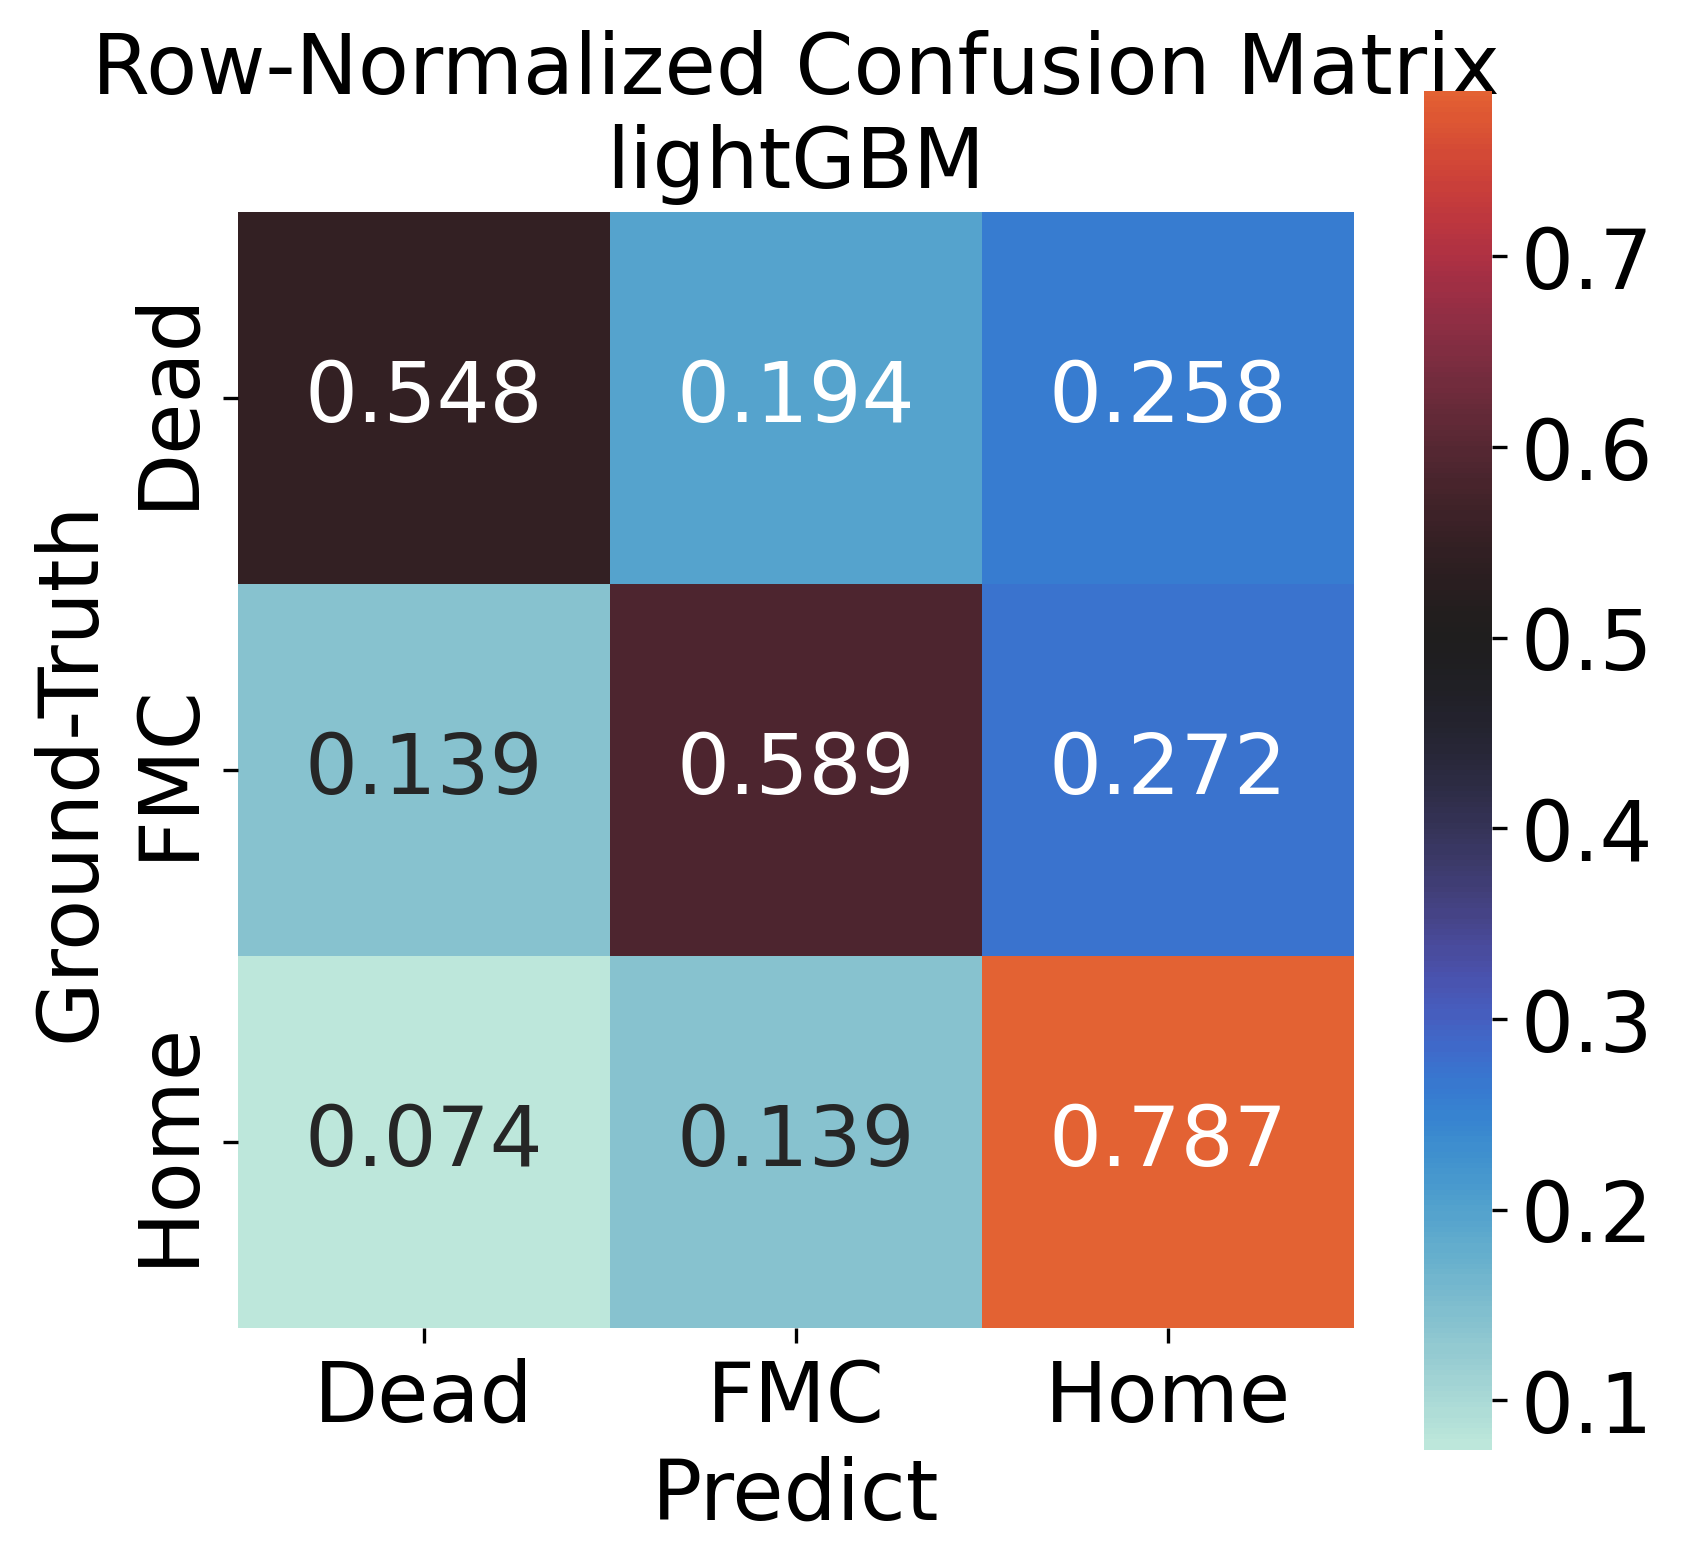 Row-Normalized Confusion Matrix
lightGBM
Ground-Truth
Dead
0.548 0.194 0.258
FMC
0.139 0.589 0.272
Home
0.074 0.139 0.787
Dead FMC Home
Predict
0.7
0.6
0.5
0.4
0.3
0.2
0.1